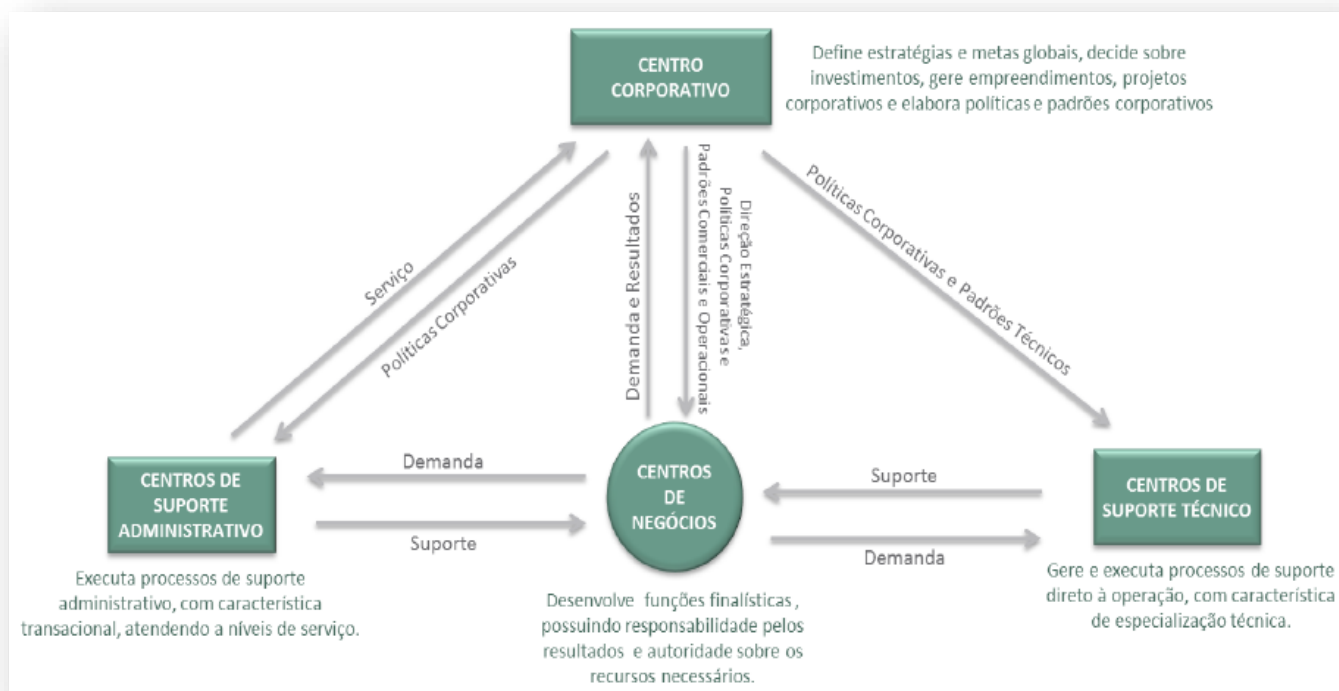 CENTRO
CORPORATIVO
Define estratégias e metas globais, decide sobre
investimentos, gere empreendimentos, projetos
corporativos e elabora políticas e padrões corporativos
Serviço
Políticas Corporativas
Demanda e Resultados
Direção Estratégica,
Políticas Corporativas e
Padrões Comerciais e Operacionais
Políticas Corporativas e Padrões Técnicos
CENTROS DE
SUPORTE
ADMINISTRATIVO
Demanda
Suporte
CENTROS
DE
NEGÓCIOS
Suporte
Demanda
CENTROS DE
SUPORTE TÉCNICO
Executa processos de suporte
administrativo, com característica
transacional, atendendo a níveis de serviço.
Desenvolve funções finalísticas,
possuindo responsabilidade pelos
resultados e autoridade sobre os
recursos necessários.
Gere e executa processos de suporte
direto à operação, com característica
de especialização técnica.